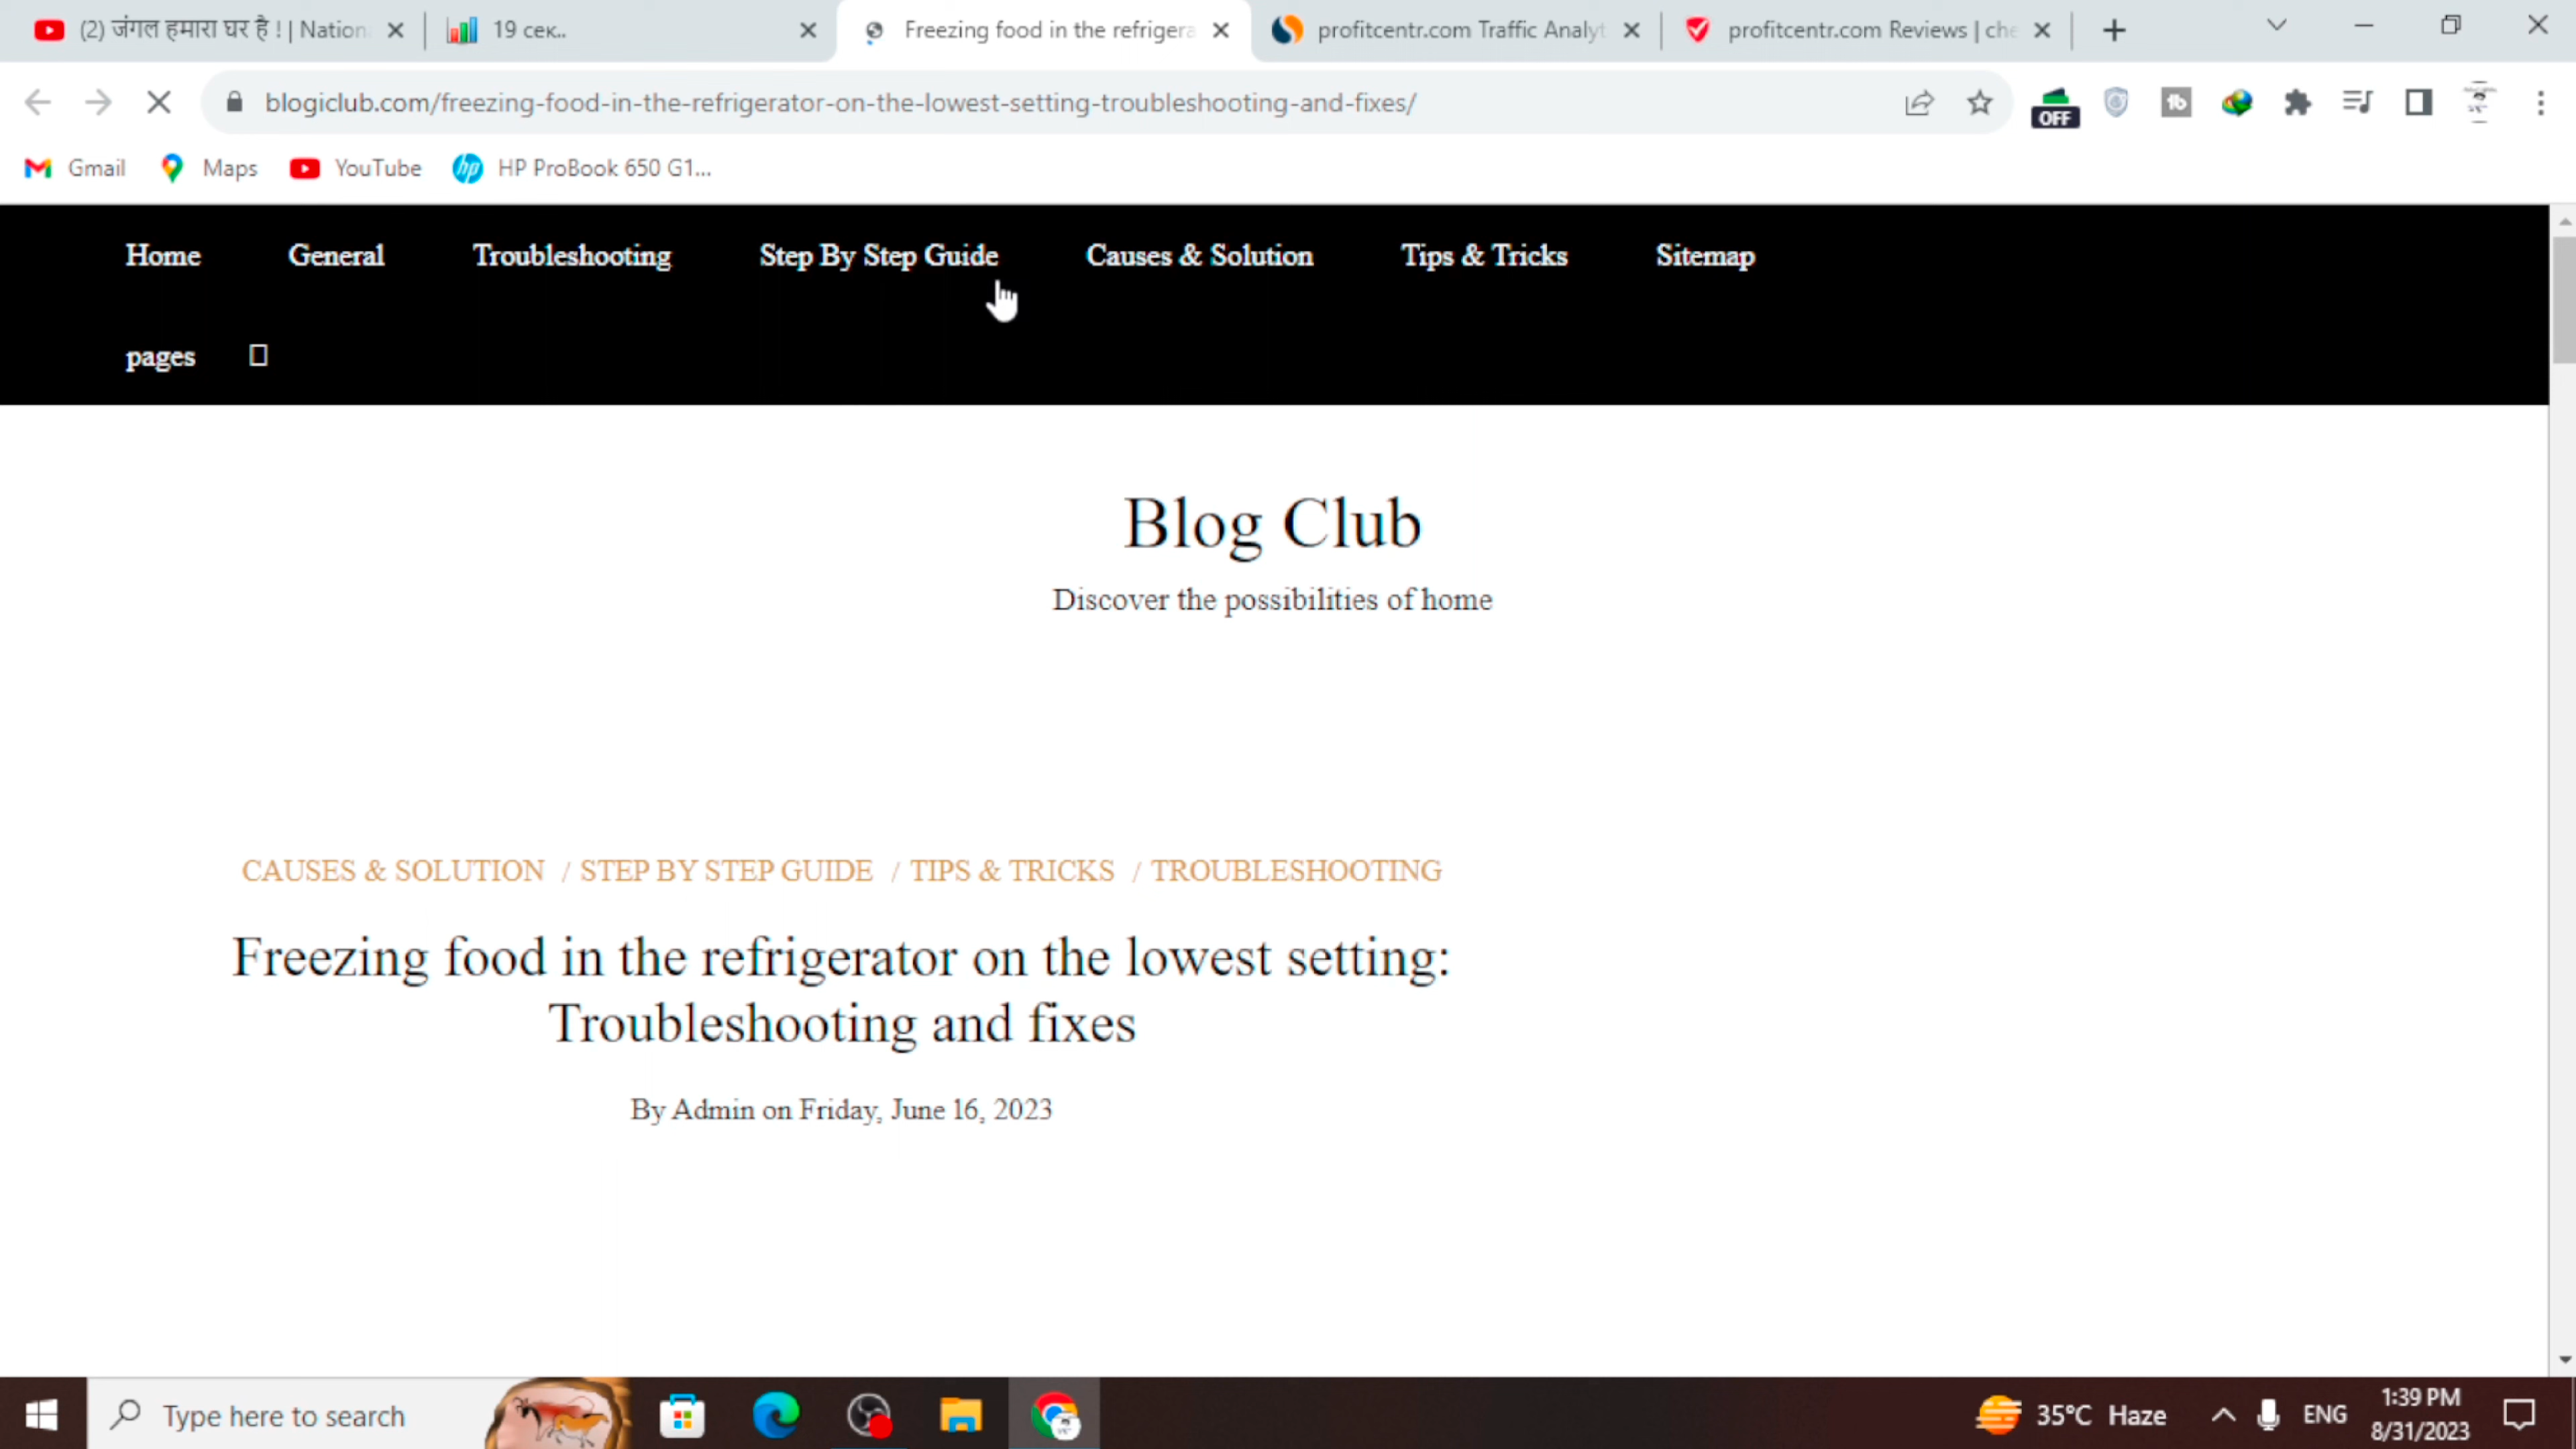 (2) जंगल हमारा घर है ! | Nation
19 сек..
Freezing food in the refrigera
profitcentr.com Traffic Analyt
profitcentr.com Reviews | che
blogiclub.com/freezing-food-in-the-refrigerator-on-the-lowest-setting-troubleshooting-and-fixes/
OFF
Gmail
Maps
YouTube
hp
HP ProBook 650 G1...
Home
General
Troubleshooting
Step By Step Guide
Causes & Solution
Tips & Tricks
Sitemap
pages
Blog Club
Discover the possibilities of home
CAUSES & SOLUTION / STEP BY STEP GUIDE / TIPS & TRICKS / TROUBLESHOOTING
Freezing food in the refrigerator on the lowest setting:
Troubleshooting and fixes
By Admin on Friday, June 16, 2023
Type here to search
35°C Haze
ENG
1:39 PM
8/31/2023